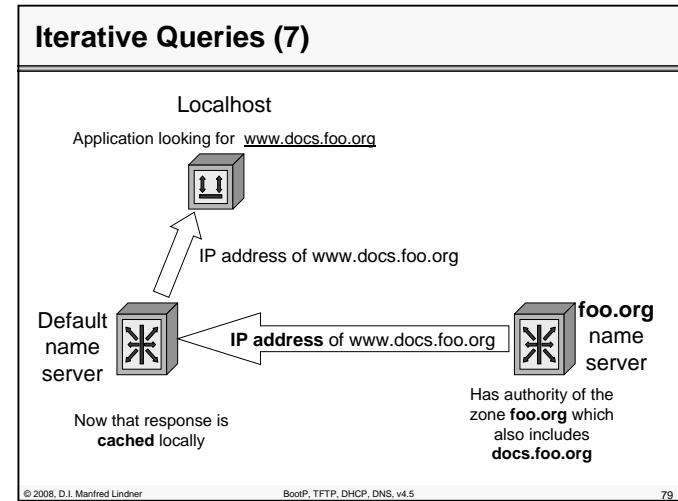 Iterative Queries (7)
Localhost
Application looking for www.docs.foo.org
IP address of www.docs.foo.org
Default
name
server
IP address of www.docs.foo.org
foo.org
name
server
Now that response is
cached locally
Has authority of the
zone foo.org which
also includes
docs.foo.org
© 2008, D.I. Manfred Lindner
BootP, TFTP, DHCP, DNS, v4.5
79